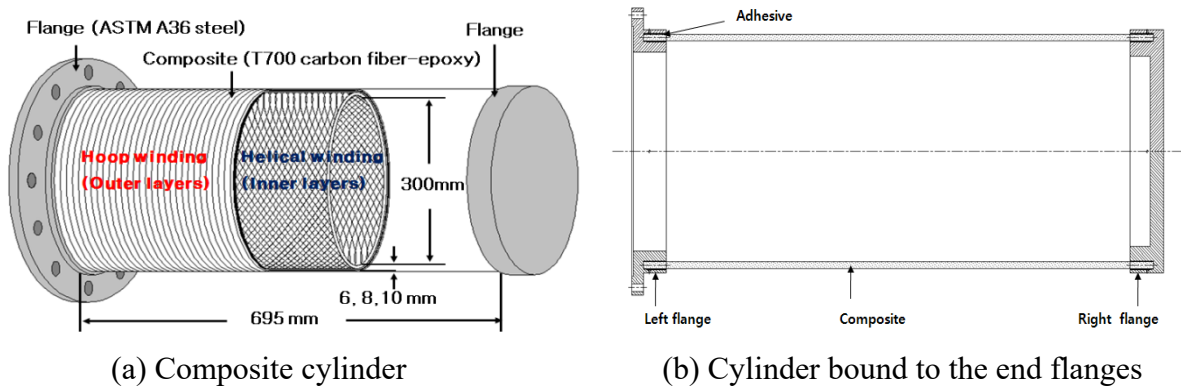 Flange (ASTM A36 steel)
Flange
Composite (T700 carbon fiber-epoxy)
Hoop winding
(Outer layers)
Helical winding
(Inner layers)
300mm
6, 8, 10 mm
695 mm
(a) Composite cylinder
Adhesive
Left flange
Composite
Right flange
(b) Cylinder bound to the end flanges